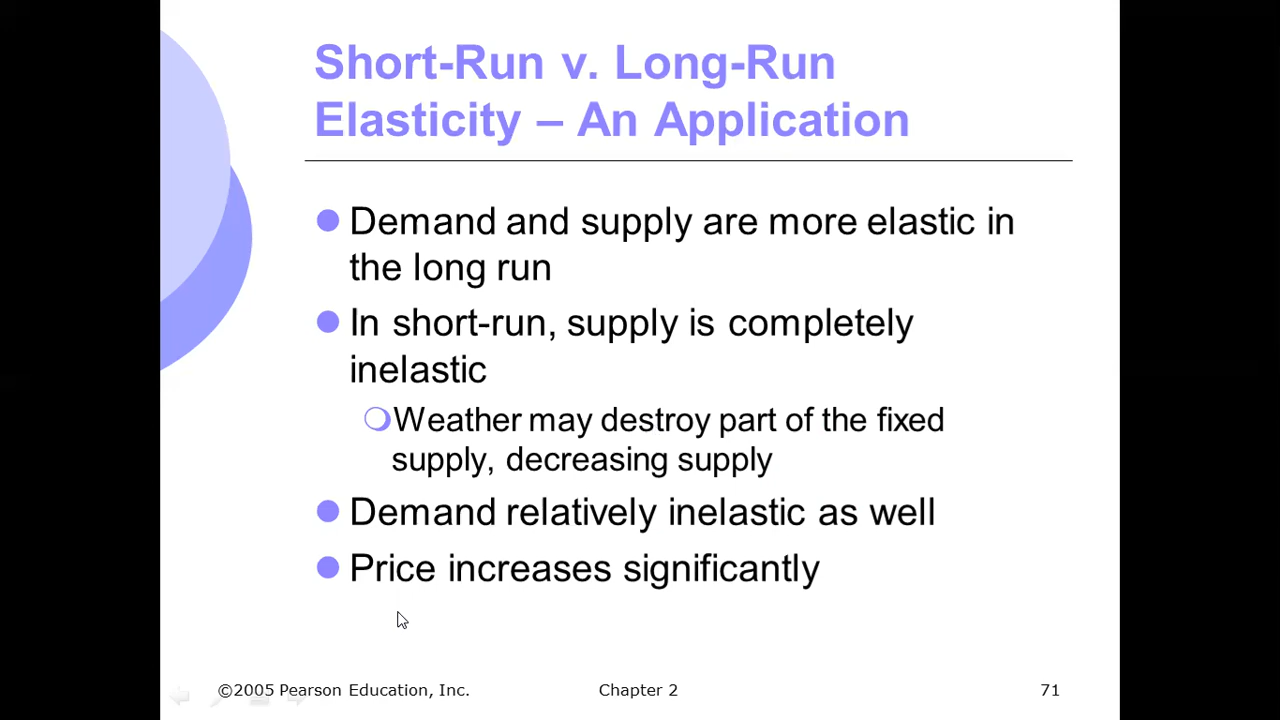 Short-Run v. Long-Run
Elasticity – An Application
Demand and supply are more elastic in
the long run
In short-run, supply is completely
inelastic
Weather may destroy part of the fixed
supply, decreasing supply
Demand relatively inelastic as well
Price increases significantly
©2005 Pearson Education, Inc.
Chapter 2
71